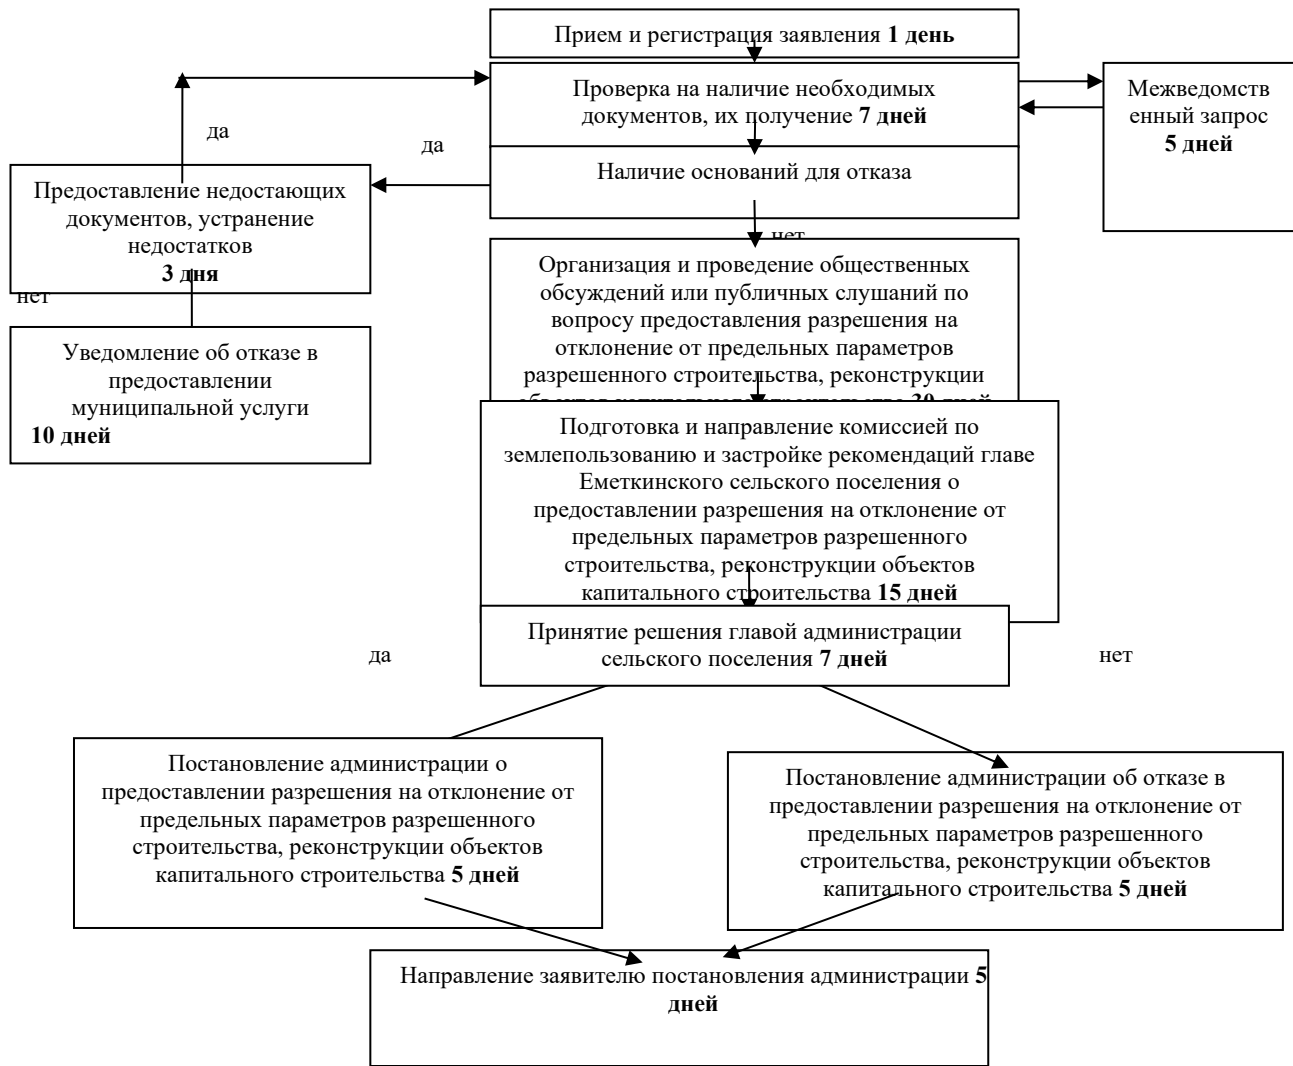 Прием и регистрация заявления 1 день
Проверка на наличие необходимых
документов, их получение 7 дней
Межведомств
енный запрос
5 дней
да
да
Наличие оснований для отказа
Предоставление недостающих
документов, устранение
недостатков
3 дня
нет
нет
Организация и проведение общественных
обсуждений или публичных слушаний по
вопросу предоставления разрешения на
отклонение от предельных параметров
разрешенного строительства, реконструкции
объектов капитального строительства 30 дней
Уведомление об отказе в
предоставлении
муниципальной услуги
10 дней
Подготовка и направление комиссией по
землепользованию и застройке рекомендаций главе
Еметкинского сельского поселения о
предоставлении разрешения на отклонение от
предельных параметров разрешенного
строительства, реконструкции объектов
капитального строительства 15 дней
Принятие решения главой администрации
сельского поселения 7 дней
да
нет
Постановление администрации о
предоставлении разрешения на отклонение от
предельных параметров разрешенного
строительства, реконструкции объектов
капитального строительства 5 дней
Постановление администрации об отказе в
предоставлении разрешения на отклонение от
предельных параметров разрешенного
строительства, реконструкции объектов
капитального строительства 5 дней
Направление заявителю постановления администрации 5
дней